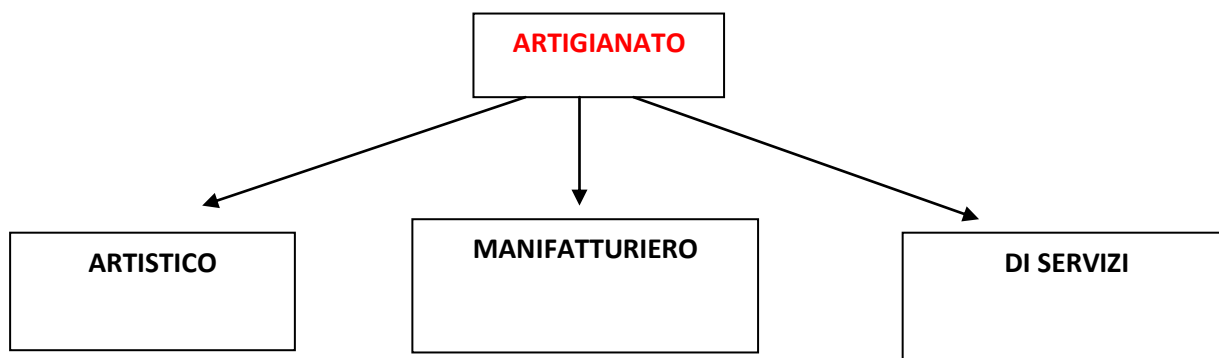 ARTIGIANATO
ARTISTICO
MANIFATTURIERO
DI SERVIZI